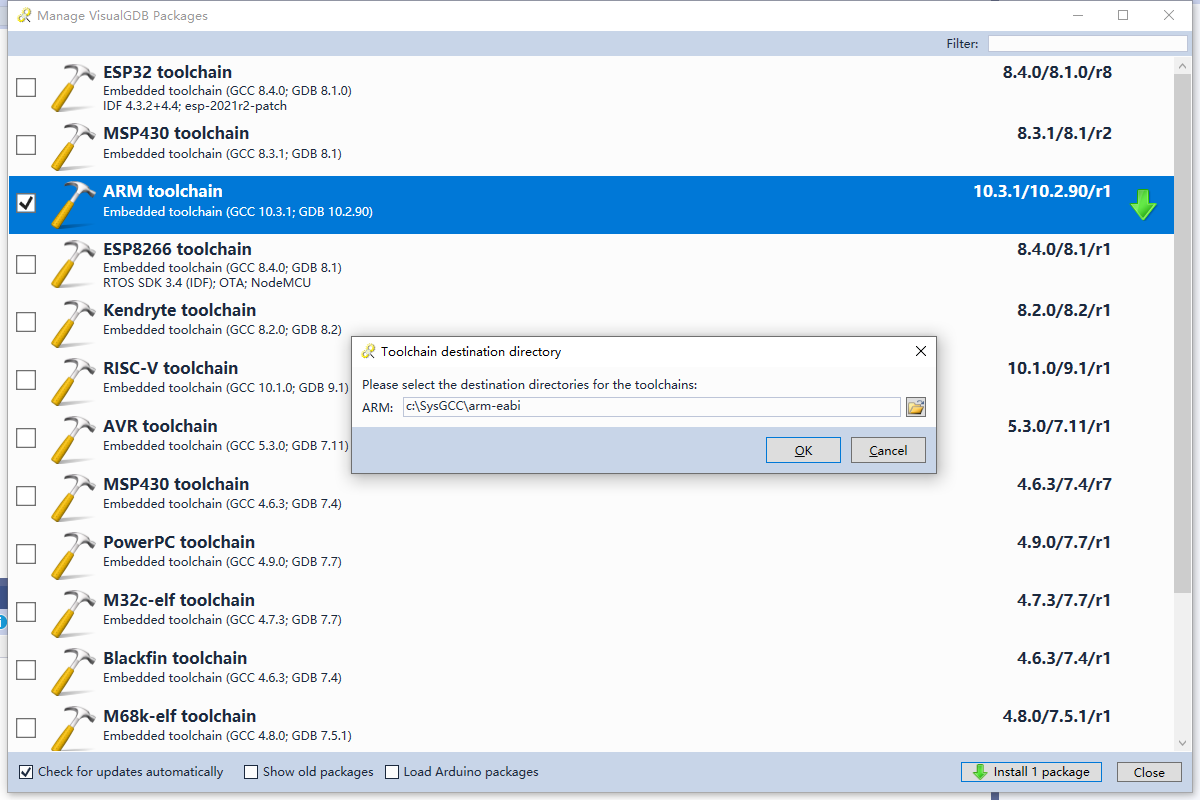 Manage VisualGDB Packages
Filter:
ESP32 toolchain
8.4.0/8.1.0/r8
Embedded toolchain (GCC 8.4.0; GDB 8.1.0)
IDF 4.3.2+4.4; esp-2021r2-patch
MSP430 toolchain
8.3.1/8.1/r2
Embedded toolchain (GCC 8.3.1; GDB 8.1)
ARM toolchain
10.3.1/10.2.90/r1
Embedded toolchain (GCC 10.3.1; GDB 10.2.90)
ESP8266 toolchain
8.4.0/8.1/r1
Embedded toolchain (GCC 8.4.0; GDB 8.1)
RTOS SDK 3.4 (IDF); OTA; NodeMCU
Kendryte toolchain
8.2.0/8.2/r1
Embedded toolchain (GCC 8.2.0; GDB 8.2)
RISC-V toolchain
10.1.0/9.1/r1
Embedded toolchain (GCC 10.1.0; GDB 9.1)
AVR toolchain
5.3.0/7.11/r1
Embedded toolchain (GCC 5.3.0; GDB 7.11)
MSP430 toolchain
4.6.3/7.4/r7
Embedded toolchain (GCC 4.6.3; GDB 7.4)
PowerPC toolchain
4.9.0/7.7/r1
Embedded toolchain (GCC 4.9.0; GDB 7.7)
M32c-elf toolchain
4.7.3/7.7/r1
Embedded toolchain (GCC 4.7.3; GDB 7.7)
Blackfin toolchain
4.6.3/7.4/r1
Embedded toolchain (GCC 4.6.3; GDB 7.4)
M68k-elf toolchain
4.8.0/7.5.1/r1
Embedded toolchain (GCC 4.8.0; GDB 7.5.1)
Toolchain destination directory
Please select the destination directories for the toolchains:
ARM: c:\SysGCC\arm-eabi
OK Cancel
Check for updates automatically Show old packages Load Arduino packages Install 1 package Close